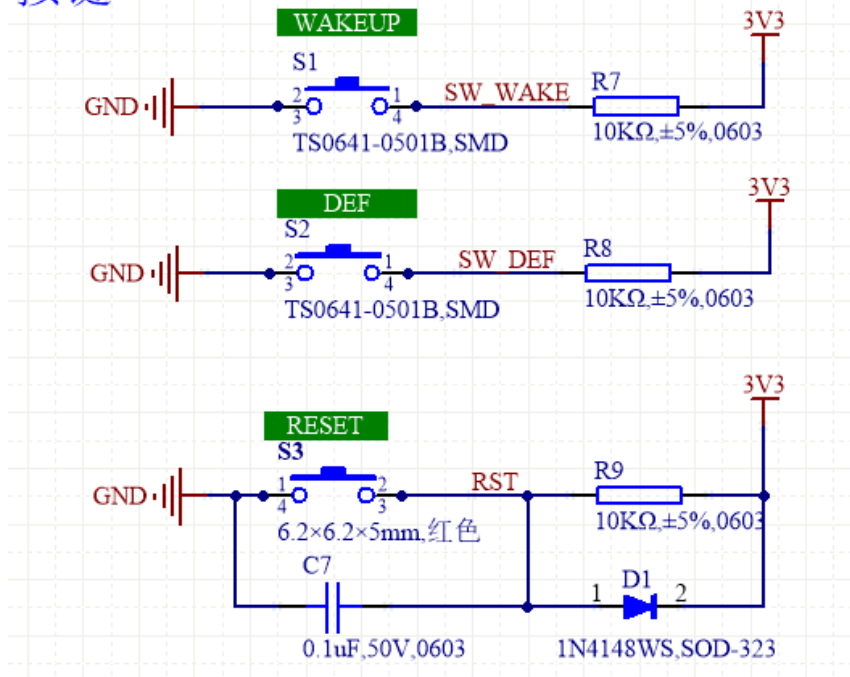 按键
WAKEUP
3V3
S1
GND
2
3
1
4
SW_WAKE
R7
TS0641-0501B,SMD
10KΩ,±5%,0603
DEF
3V3
S2
GND
2
3
1
4
SW_DEF
R8
TS0641-0501B,SMD
10KΩ,±5%,0603
RESET
3V3
S3
GND
1
4
2
3
RST
R9
6.2×6.2×5mm,红色
10KΩ,±5%,0603
C7
1
D1
2
0.1uF,50V,0603
1N4148WS,SOD-323